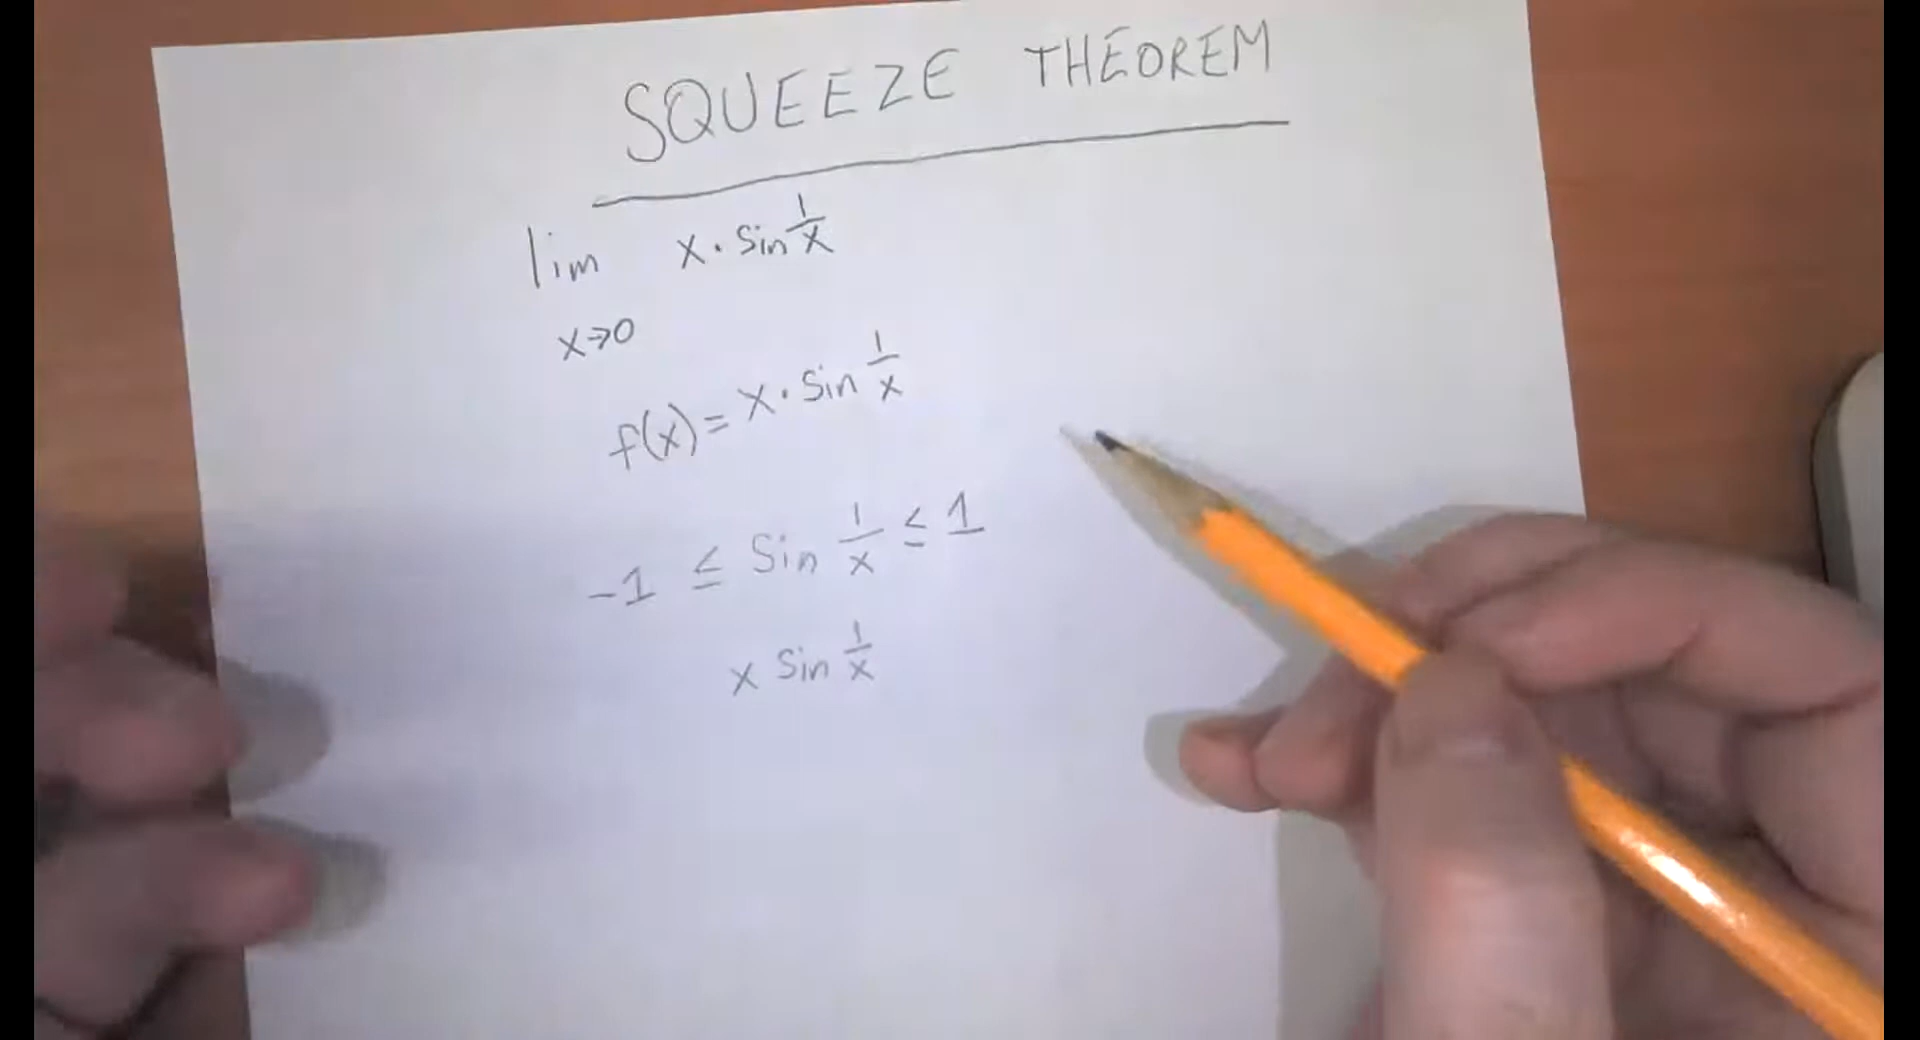 SQUEEZE THEOREM
lim x · sin 1/x
x→0
f(x) = x · sin 1/x
-1 ≤ Sin 1/x ≤ 1
x Sin 1/x